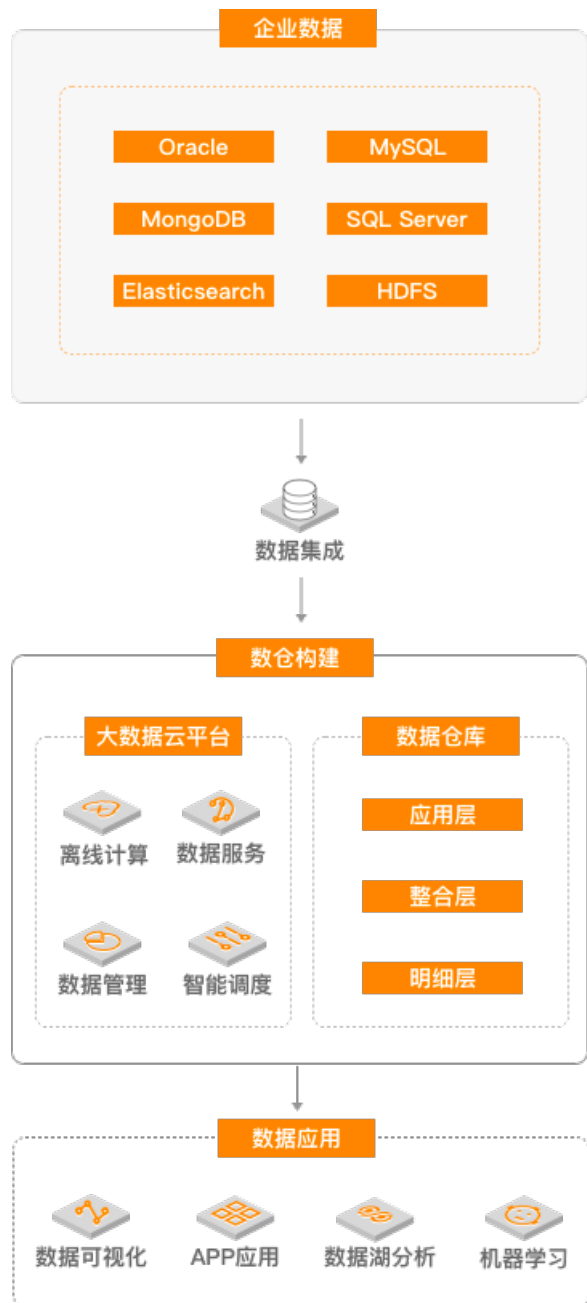 企业数据
Oracle
MySQL
MongoDB
SQL Server
Elasticsearch
HDFS
数据集成
数仓构建
大数据云平台
数据仓库
离线计算
数据服务
数据管理
智能调度
应用层
整合层
明细层
数据应用
数据可视化
APP应用
数据湖分析
机器学习